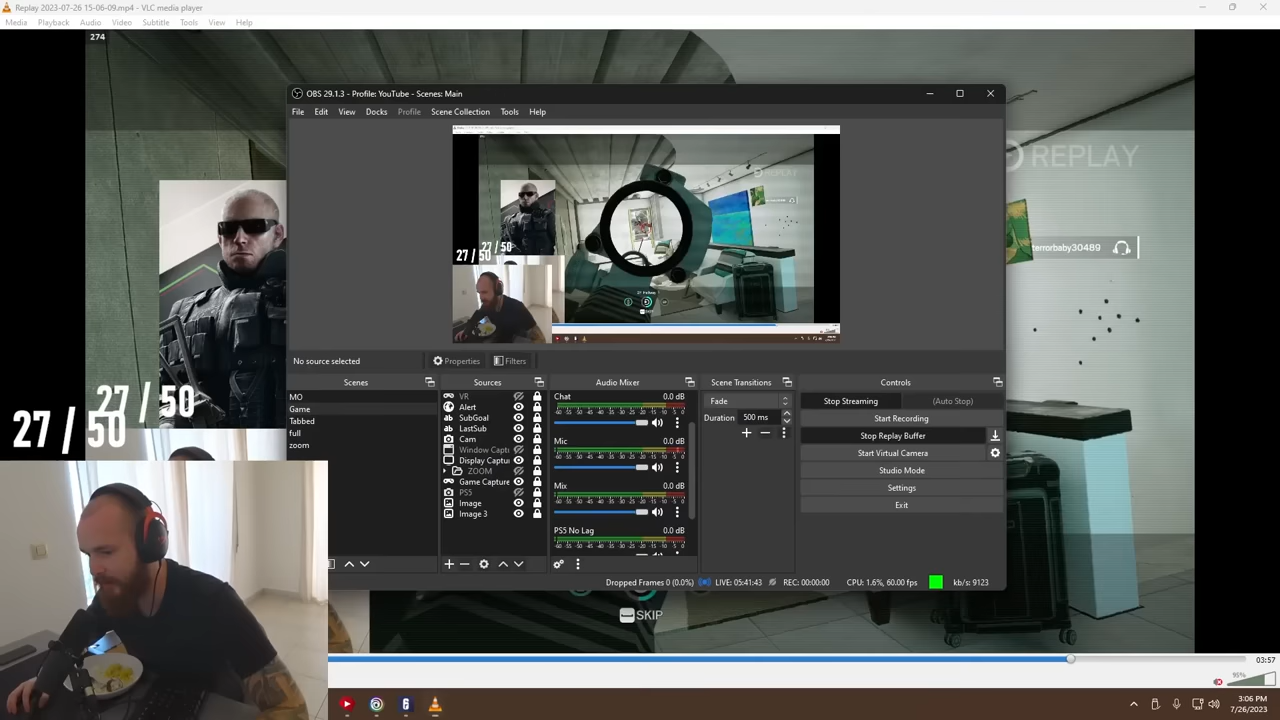 Replay 2023-07-26 15-06-09.mp4 - VLC media player
Media Playback Audio Video Subtitle Tools View Help
274
OBS 29.1.3 - Profile: YouTube - Scenes: Main
File Edit View Docks Profile Scene Collection Tools Help
REPLAY
terrorbaby30489
27 / 50
27 / 50
27 / 50
27 / 50
No source selected
Properties Filters
Scenes
MO
Game
Tabbed
full
zoom
Sources
VR
Alert
SubGoal
LastSub
Cam
Window Captu
Display Captur
ZOOM
Game Capture
PS5
Image
Image 3
Audio Mixer
Chat 0.0 dB
Mic 0.0 dB
Mix 0.0 dB
PS5 No Lag 0.0 dB
Scene Transitions
Fade
Duration 500 ms
Controls
Stop Streaming (Auto Stop)
Start Recording
Stop Replay Buffer
Start Virtual Camera
Studio Mode
Settings
Exit
Dropped Frames 0 (0.0%) LIVE: 05:41:43 REC: 00:00:00 CPU: 1.6%, 60.00 fps kb/s: 9123
SKIP
03:57
95%
3:06 PM
7/26/2023